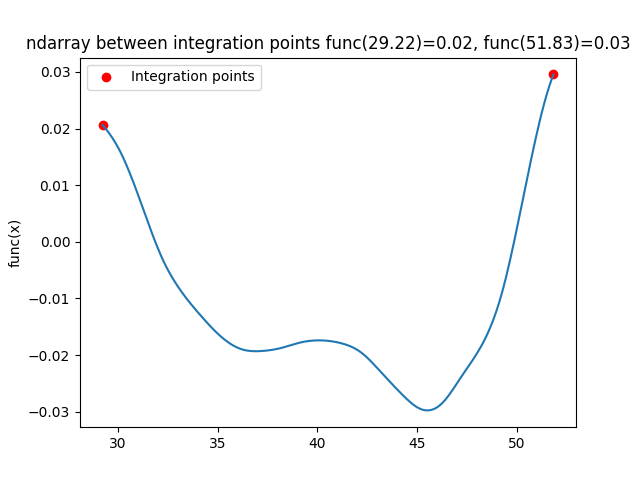 ndarray between integration points func(29.22)=0.02, func(51.83)=0.03
Integration points
func(x)
0.03
0.02
0.01
0.00
−0.01
−0.02
−0.03
30 35 40 45 50